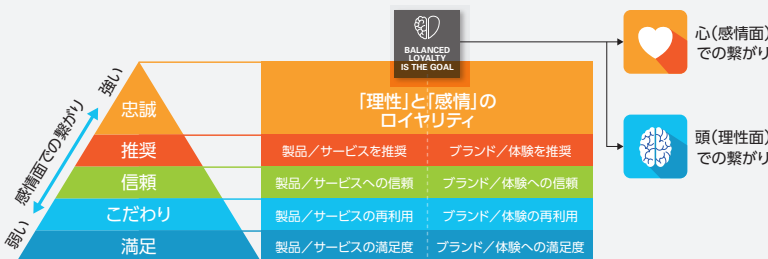 BALANCED
LOYALTY
IS THE GOAL
心(感情面)
での繋がり
頭(理性面)
での繋がり
強い
感情面での繋がり
弱い
忠誠
「理性」と「感情」の
ロイヤリティ
推奨
製品／サービスを推奨
ブランド／体験を推奨
信頼
製品／サービスへの信頼
ブランド／体験への信頼
こだわり
製品／サービスの再利用
ブランド／体験の再利用
満足
製品／サービスの満足度
ブランド／体験への満足度